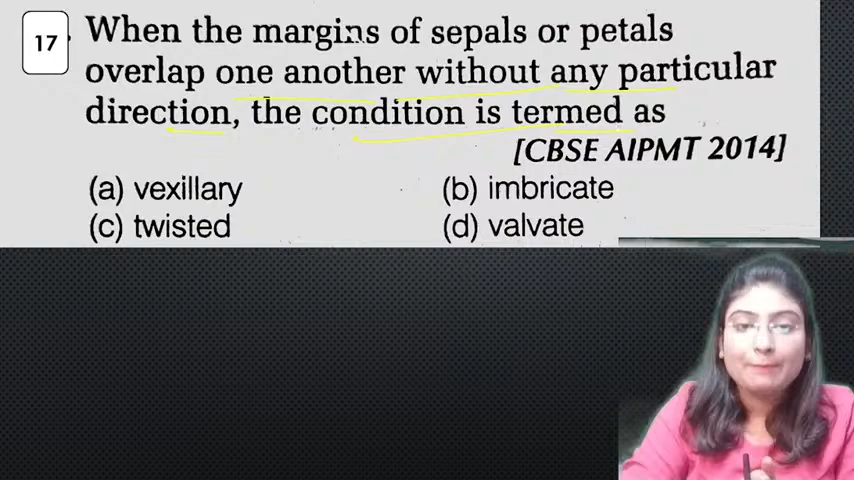 17. When the margins of sepals or petals
overlap one another without any particular
direction, the condition is termed as
[CBSE AIPMT 2014]
(a) vexillary (b) imbricate
(c) twisted (d) valvate